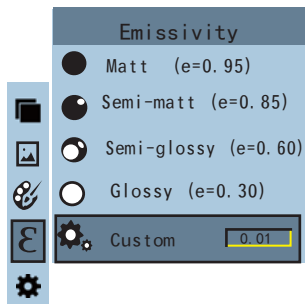 Emissivity
Matt (e=0.95)
Semi-matt (e=0.85)
Semi-glossy (e=0.60)
Glossy (e=0.30)
ε
Custom 0.01